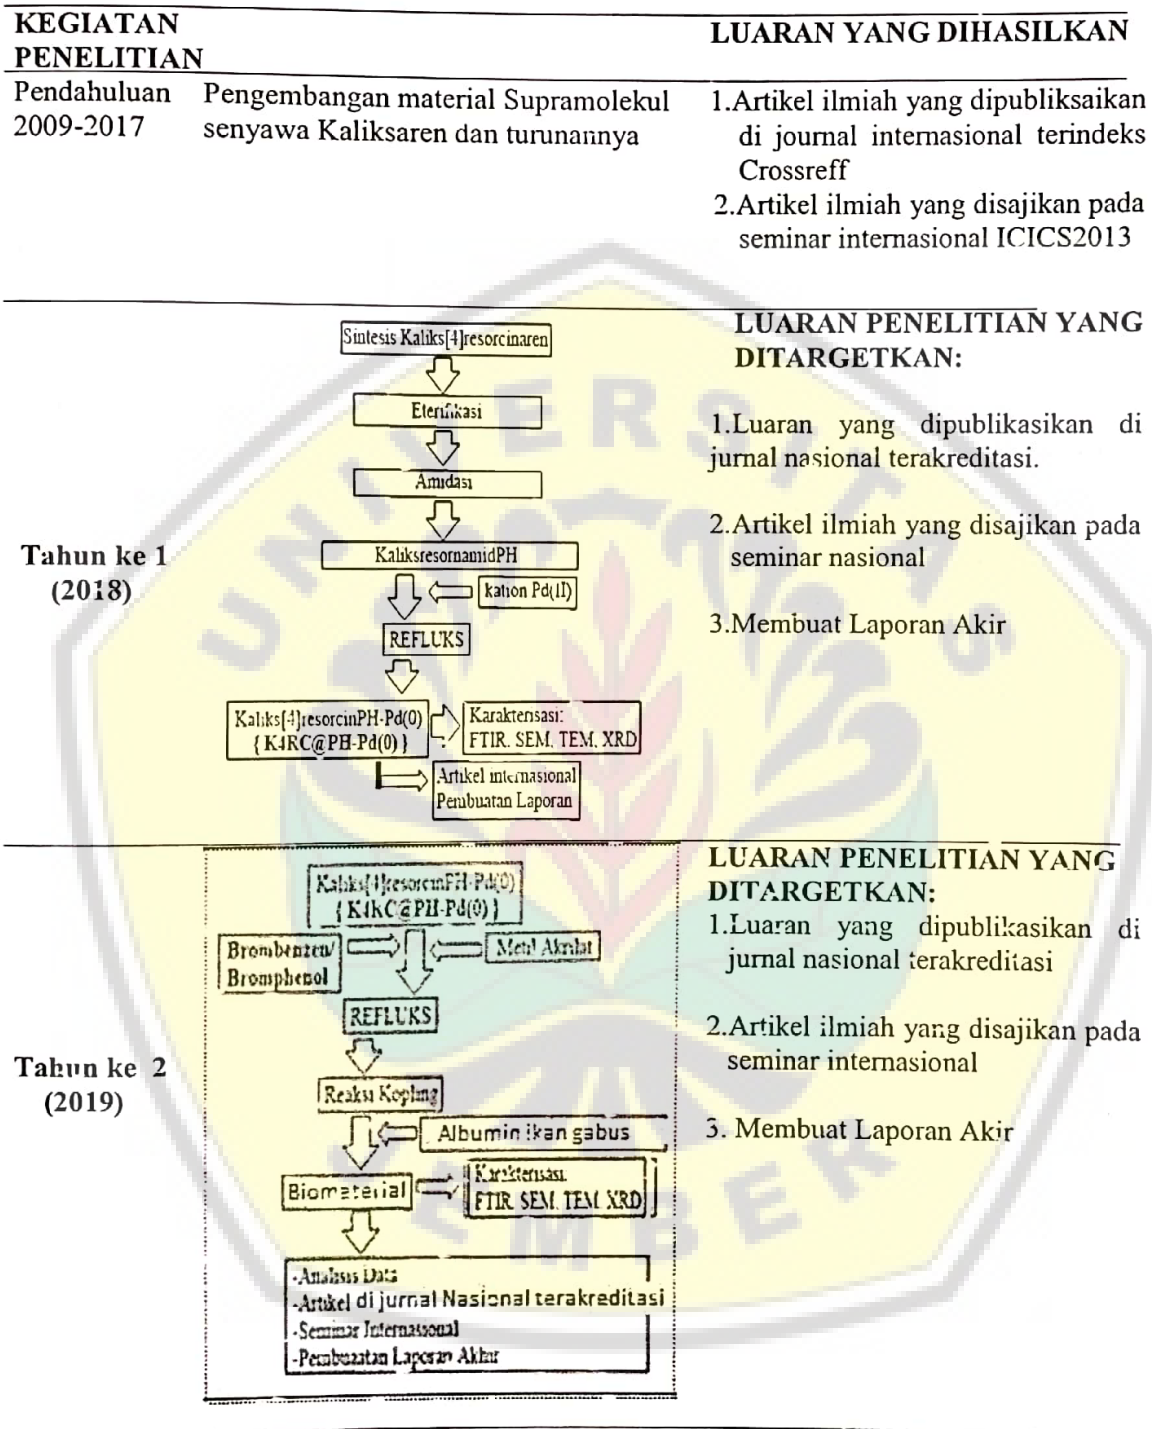 KEGIATAN
PENELITIAN
LUARAN YANG DIHASILKAN
Pendahuluan
2009-2017
Pengembangan material Supramolekul
senyawa Kaliksaren dan turunannya
1.Artikel ilmiah yang dipubliksaikan
di journal internasional terindeks
Crossreff
2.Artikel ilmiah yang disajikan pada
seminar internasional ICICS2013
Tahun ke 1
(2018)
Sintesis Kaliks[4]resorcinaren
Eterifikasi
Amidasi
KaliksresornamidPH
kation Pd(II)
REFLUKS
Kaliks[4]resorcinPH-Pd(0)
{K4RC@PH-Pd(0)}
Karaktensasi:
FTIR. SEM. TEM. XRD
Artikel internasional
Pembuatan Laporan
LUARAN PENELITIAN YANG
DITARGETKAN:
1.Luaran yang dipublikasikan di
jurnal nasional terakreditasi.
2.Artikel ilmiah yang disajikan pada
seminar nasional
3.Membuat Laporan Akir
Tahun ke 2
(2019)
Kaliks[4]resorcinPH-Pd(0)
{K4RC@PH-Pd(0)}
Brombenzen/
Bromphenol
Metil Akrilat
REFLUKS
Reaksi Kopling
Albumin ikan gabus
Biomaterial
Karaktensasi.
FTIR. SEM. TEM. XRD
-Analisis Data
-Artikel di jurnal Nasional terakreditasi
-Seminar Internasional
-Pembuatan Laporan Akhir
LUARAN PENELITIAN YANG
DITARGETKAN:
1.Luaran yang dipublikasikan di
jurnal nasional terakreditasi
2.Artikel ilmiah yang disajikan pada
seminar internasional
3. Membuat Laporan Akir
UNIVERSITAS
JEMBER